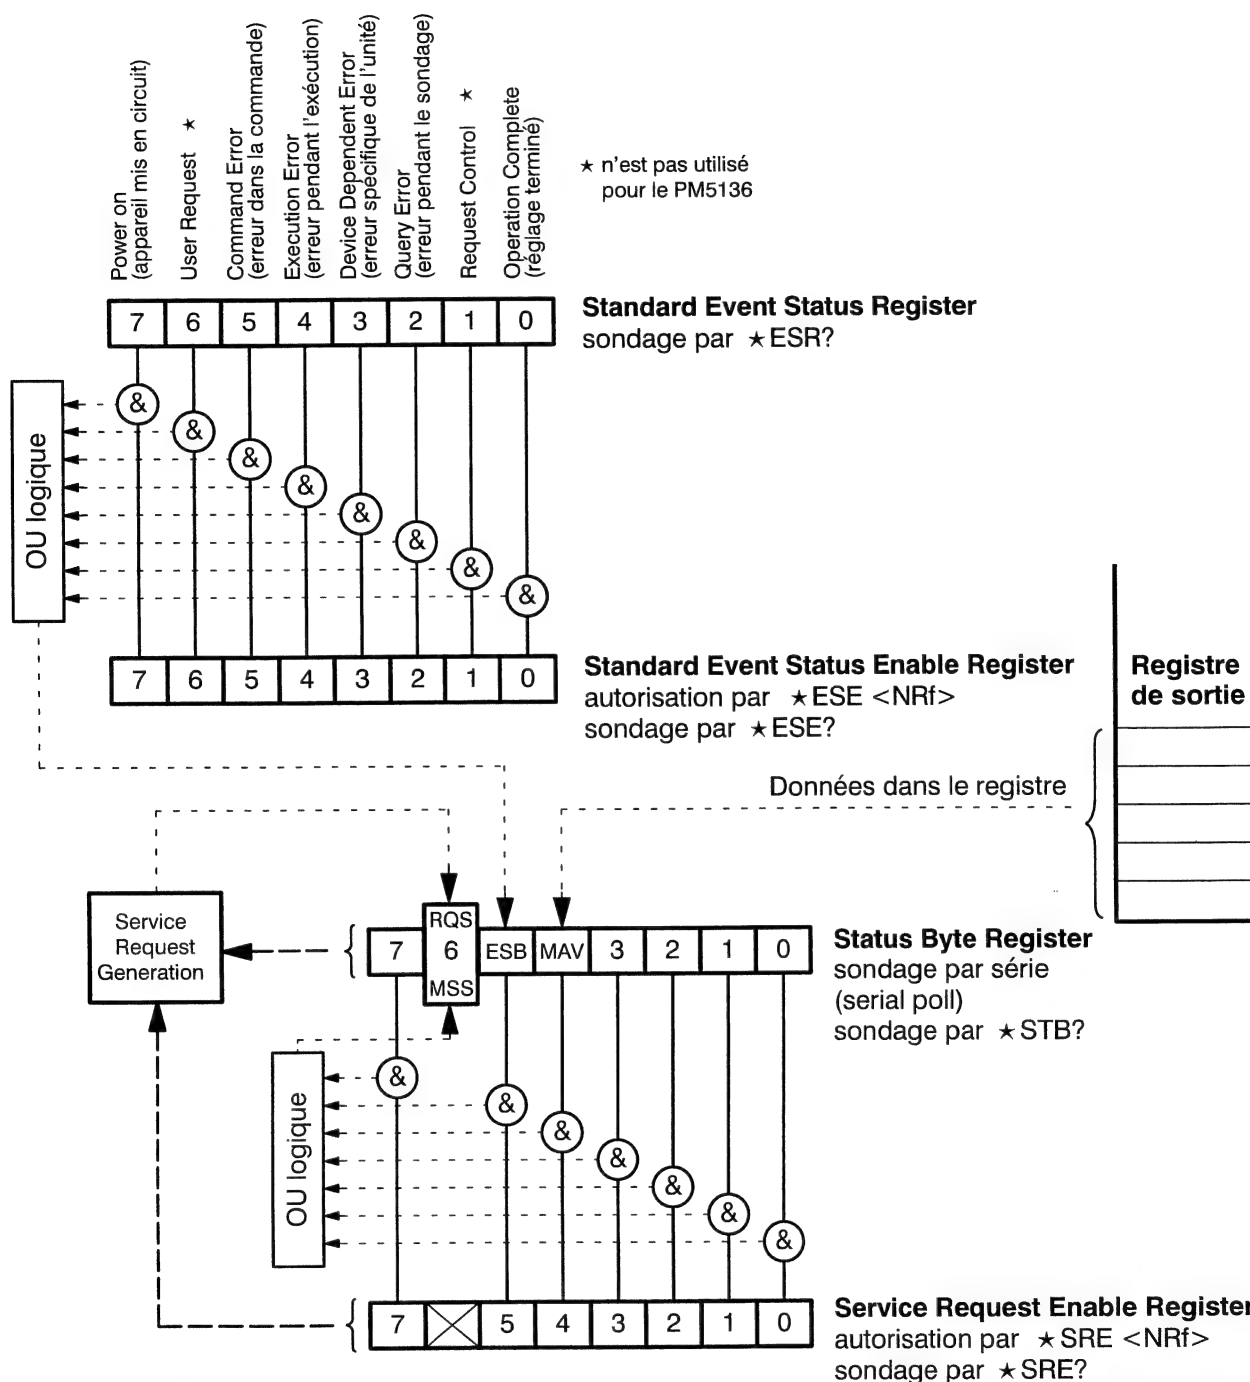 Power on
(appareil mis en circuit)
User Request ★
Command Error
(erreur dans la commande)
Execution Error
(erreur pendant l'exécution)
Device Dependent Error
(erreur spécifique de l'unité)
Query Error
(erreur pendant le sondage)
Request Control ★
Operation Complete
(réglage terminé)
★ n'est pas utilisé
pour le PM5136
7 6 5 4 3 2 1 0
Standard Event Status Register
sondage par ★ESR?
OU logique
&
&
&
&
&
&
&
&
7 6 5 4 3 2 1 0
Standard Event Status Enable Register
autorisation par ★ESE <NRf>
sondage par ★ESE?
Registre
de sortie
Données dans le registre
Service
Request
Generation
RQS
7 6 ESB MAV 3 2 1 0
MSS
Status Byte Register
sondage par série
(serial poll)
sondage par ★STB?
OU logique
&
&
&
&
&
&
&
7 5 4 3 2 1 0
Service Request Enable Register
autorisation par ★SRE <NRf>
sondage par ★SRE?